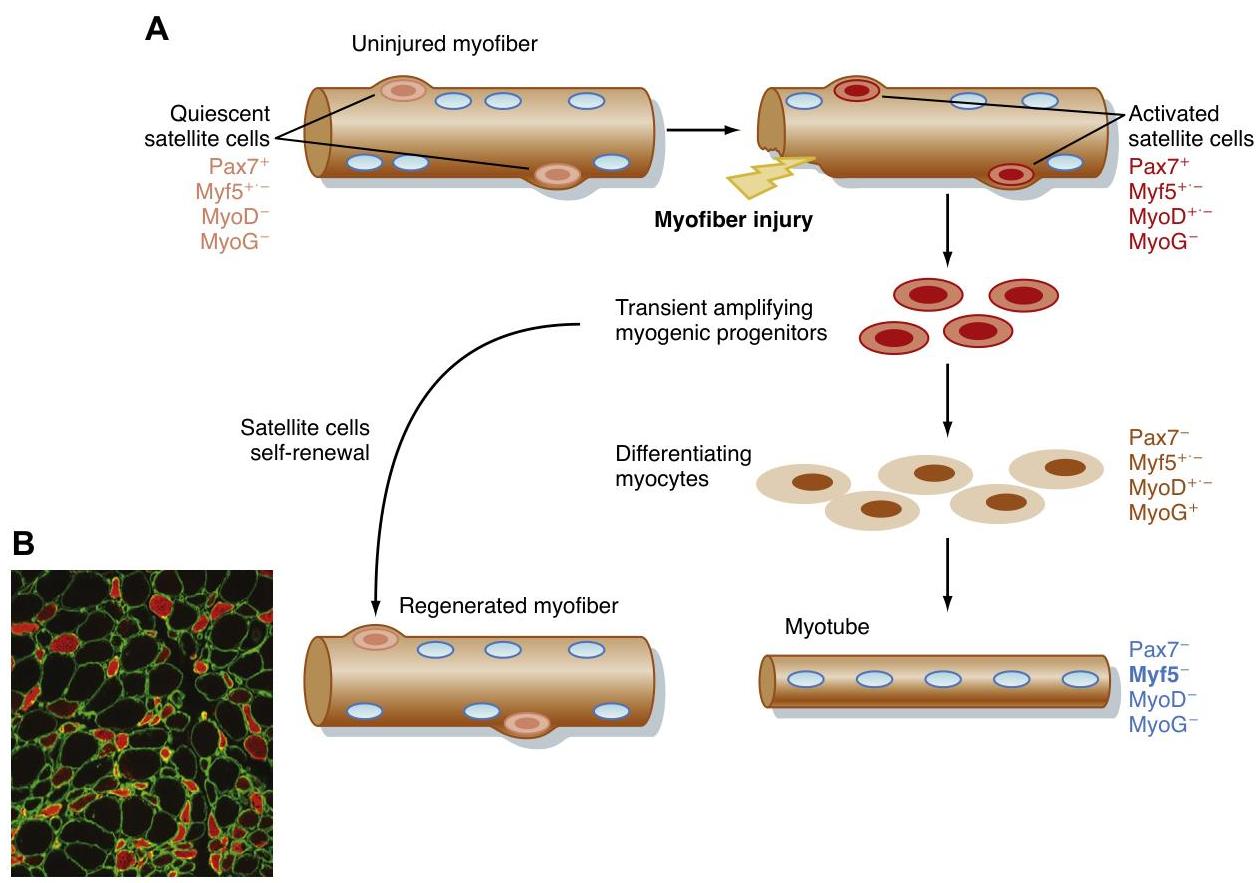 A
Uninjured myofiber
Quiescent
satellite cells
Pax7⁺
Myf5⁺·⁻
MyoD⁻
MyoG⁻
Myofiber injury
Activated
satellite cells
Pax7⁺
Myf5⁺·⁻
MyoD⁺·⁻
MyoG⁻
Transient amplifying
myogenic progenitors
Satellite cells
self-renewal
Differentiating
myocytes
Pax7⁻
Myf5⁺·⁻
MyoD⁺·⁻
MyoG⁺
B
Regenerated myofiber
Myotube
Pax7⁻
Myf5⁻
MyoD⁻
MyoG⁻